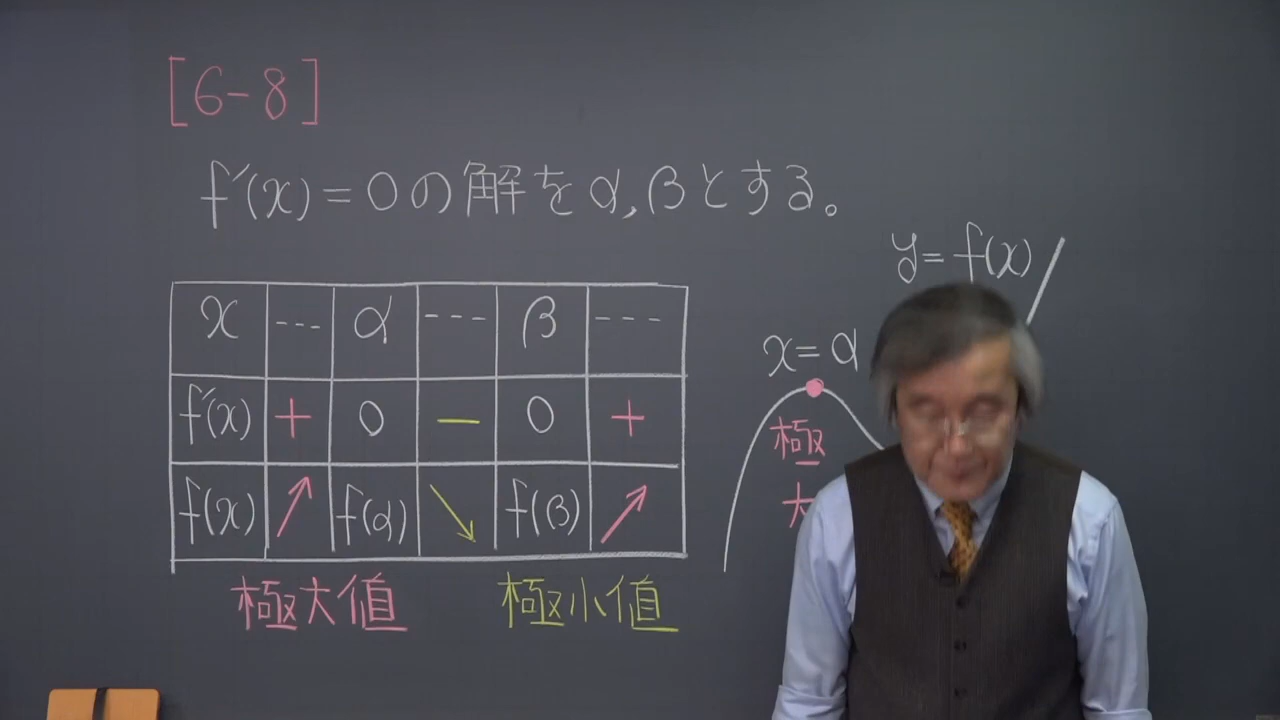 [6-8]
f'(x)=0の解をα,βとする。
x --- α --- β ---
f'(x) + 0 − 0 +
f(x) ↗ f(α) ↘ f(β) ↗
極大値 極小値
y=f(x)
x=α
極
大